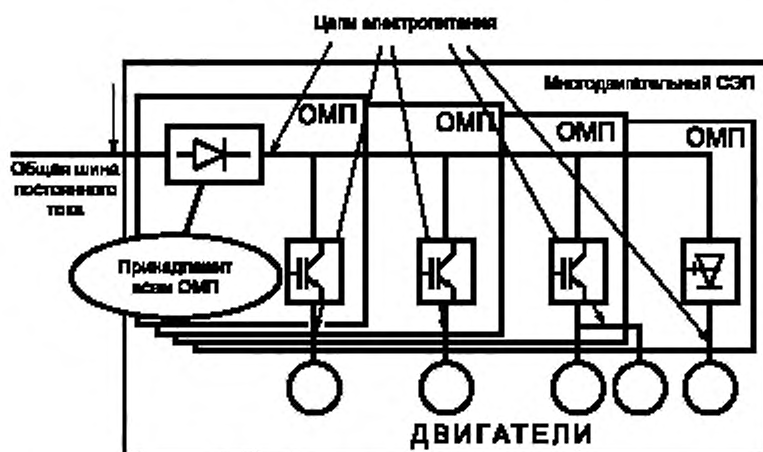 Цепи электропитания
Многодвигательный СЭП
ОМП
ОМП
ОМП
ОМП
Общая шина
постоянного
тока
Принадлежит
всем ОМП
ДВИГАТЕЛИ